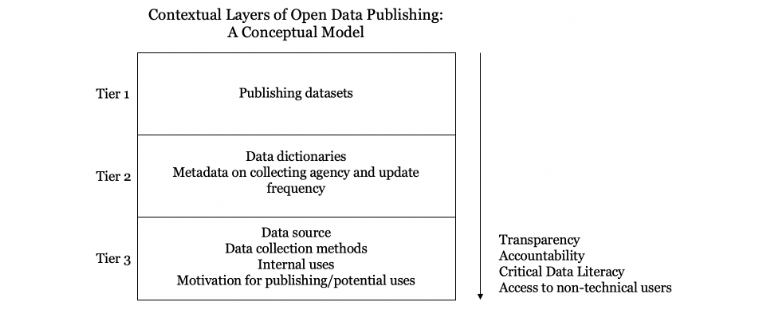 Contextual Layers of Open Data Publishing:
A Conceptual Model
Tier 1
Publishing datasets
Tier 2
Data dictionaries
Metadata on collecting agency and update
frequency
Tier 3
Data source
Data collection methods
Internal uses
Motivation for publishing/potential uses
Transparency
Accountability
Critical Data Literacy
Access to non-technical users